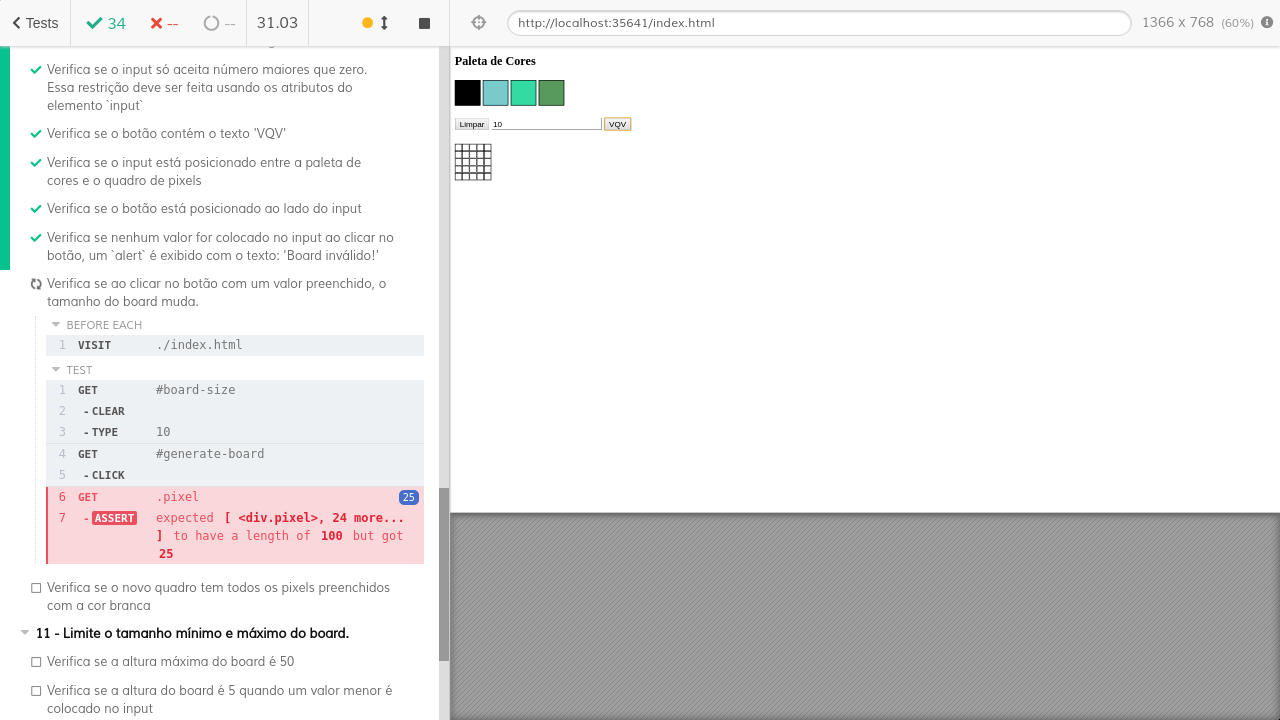 Tests 34 -- -- 31.03
http://localhost:35641/index.html 1366 x 768 (60%)
Verifica se o input só aceita número maiores que zero.
Essa restrição deve ser feita usando os atributos do
elemento `input`
Verifica se o botão contém o texto 'VQV'
Verifica se o input está posicionado entre a paleta de
cores e o quadro de pixels
Verifica se o botão está posicionado ao lado do input
Verifica se nenhum valor for colocado no input ao clicar no
botão, um `alert` é exibido com o texto: 'Board inválido!'
Verifica se ao clicar no botão com um valor preenchido, o
tamanho do board muda.
BEFORE EACH
1 VISIT ./index.html
TEST
1 GET #board-size
2 - CLEAR
3 - TYPE 10
4 GET #generate-board
5 - CLICK
6 GET .pixel 25
7 - ASSERT expected [ <div.pixel>, 24 more...
] to have a length of 100 but got
25
Verifica se o novo quadro tem todos os pixels preenchidos
com a cor branca
11 - Limite o tamanho mínimo e máximo do board.
Verifica se a altura máxima do board é 50
Verifica se a altura do board é 5 quando um valor menor é
colocado no input
Paleta de Cores
Limpar 10 VQV